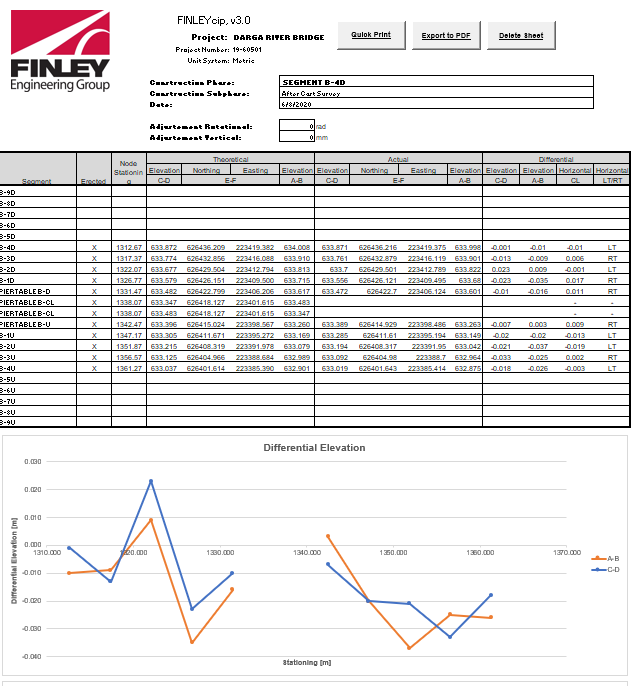 FINLEYcip, v3.0
Project: DARGA RIVER BRIDGE
Project Number: 19-60501
Unit System: Metric
Quick Print
Export to PDF
Delete Sheet
FINLEY
Engineering Group
Construction Phase: SEGMENT B-4D
Construction Subphase: After Cast Survey
Date: 6/8/2020
Adjustement Rotational: 0 rad
Adjustement Vertical: 0 mm
Theoretical Actual Differential
Segment Erected Node Stationing Elevation C-D Northing Easting E-F Elevation A-B Elevation C-D Northing Easting E-F Elevation A-B Elevation C-D Elevation A-B Horizontal CL Horizontal LT/RT
B-9D
B-8D
B-7D
B-6D
B-5D
B-4D X 1312.67 633.872 626436.209 223419.382 634.008 633.871 626436.216 223419.375 633.998 -0.001 -0.01 -0.01 LT
B-3D X 1317.37 633.774 626432.856 223416.088 633.910 633.761 626432.879 223416.119 633.901 -0.013 -0.009 0.006 RT
B-2D X 1322.07 633.677 626429.504 223412.794 633.813 633.7 626429.501 223412.789 633.822 0.023 0.009 -0.001 LT
B-1D X 1326.77 633.579 626426.151 223409.500 633.715 633.556 626426.121 223409.495 633.68 -0.023 -0.035 0.017 RT
PIERTABLE B-D X 1331.47 633.482 626422.799 223406.206 633.617 633.472 626422.7 223406.124 633.601 -0.01 -0.016 0.011 RT
PIERTABLE B-CL X 1338.07 633.347 626418.127 223401.615 633.483 - -
PIERTABLE B-CL X 1338.07 633.483 626418.127 223401.615 633.347 - -
PIERTABLE B-U X 1342.47 633.396 626415.024 223398.567 633.260 633.389 626414.929 223398.486 633.263 -0.007 0.003 0.009 RT
B-1U X 1347.17 633.305 626411.671 223395.272 633.169 633.285 626411.61 223395.194 633.149 -0.02 -0.02 -0.013 LT
B-2U X 1351.87 633.215 626408.319 223391.978 633.079 633.194 626408.317 223391.95 633.042 -0.021 -0.037 -0.019 LT
B-3U X 1356.57 633.125 626404.966 223388.684 632.989 633.092 626404.98 223388.7 632.964 -0.033 -0.025 0.002 RT
B-4U X 1361.27 633.037 626401.614 223385.390 632.901 633.019 626401.643 223385.414 632.875 -0.018 -0.026 -0.003 LT
B-5U
B-6U
B-7U
B-8U
B-9U
Differential Elevation
0.030
0.020
0.010
0.000
1310.000 1320.000 1330.000 1340.000 1350.000 1360.000 1370.000
-0.010
-0.020
-0.030
-0.040
Differential Elevation [m]
Stationing [m]
A-B
C-D